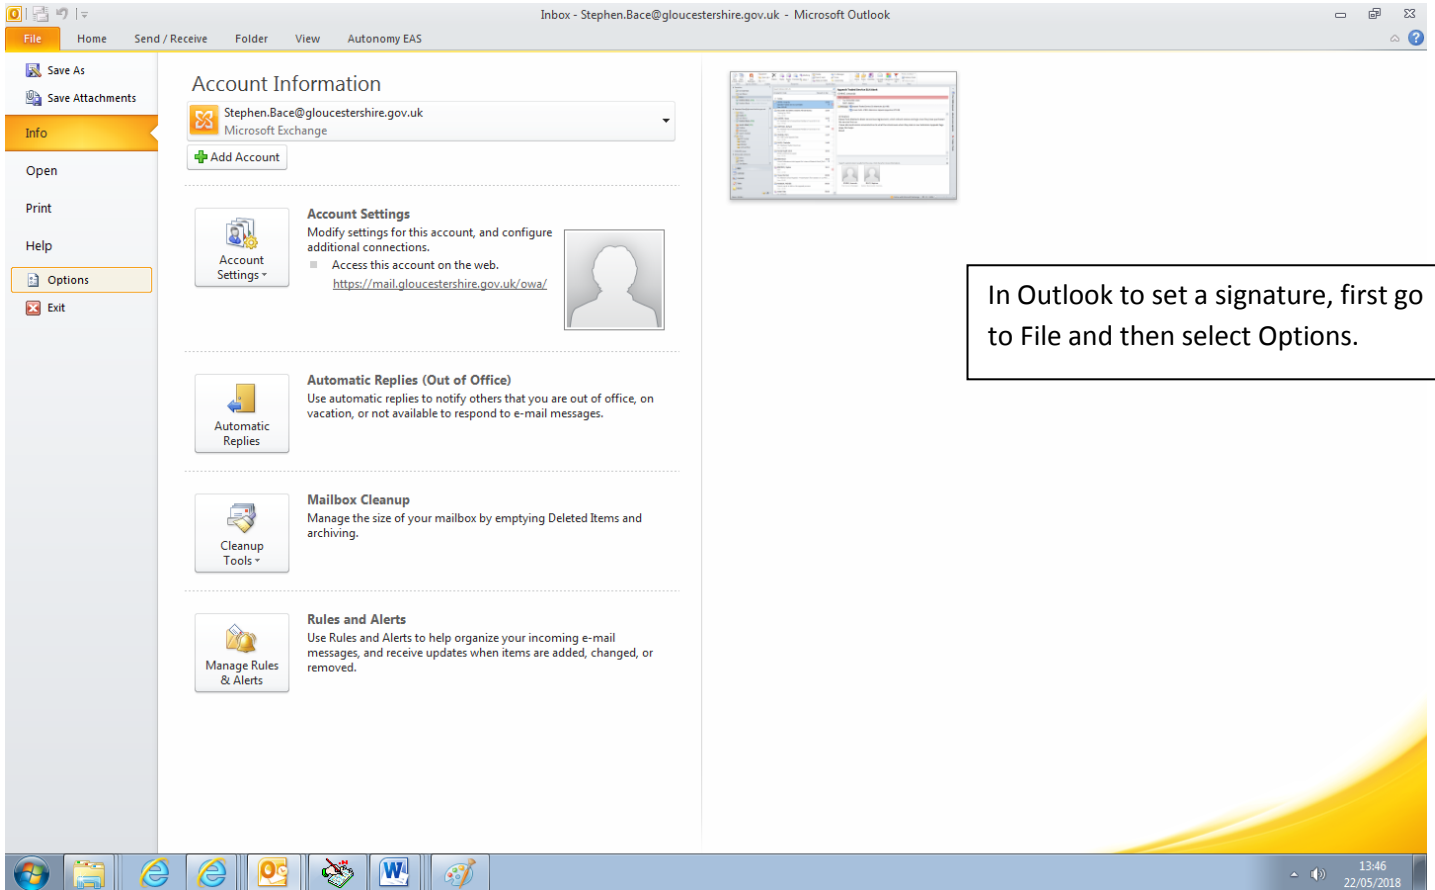 Inbox - Stephen.Bace@gloucestershire.gov.uk - Microsoft Outlook
File Home Send / Receive Folder View Autonomy EAS
Save As
Save Attachments
Info
Open
Print
Help
Options
Exit
Account Information
Stephen.Bace@gloucestershire.gov.uk
Microsoft Exchange
Add Account
Account
Settings
Account Settings
Modify settings for this account, and configure
additional connections.
Access this account on the web.
https://mail.gloucestershire.gov.uk/owa/
Automatic
Replies
Automatic Replies (Out of Office)
Use automatic replies to notify others that you are out of office, on
vacation, or not available to respond to e-mail messages.
Cleanup
Tools
Mailbox Cleanup
Manage the size of your mailbox by emptying Deleted Items and
archiving.
Manage Rules
& Alerts
Rules and Alerts
Use Rules and Alerts to help organize your incoming e-mail
messages, and receive updates when items are added, changed, or
removed.
In Outlook to set a signature, first go
to File and then select Options.
13:46
22/05/2018